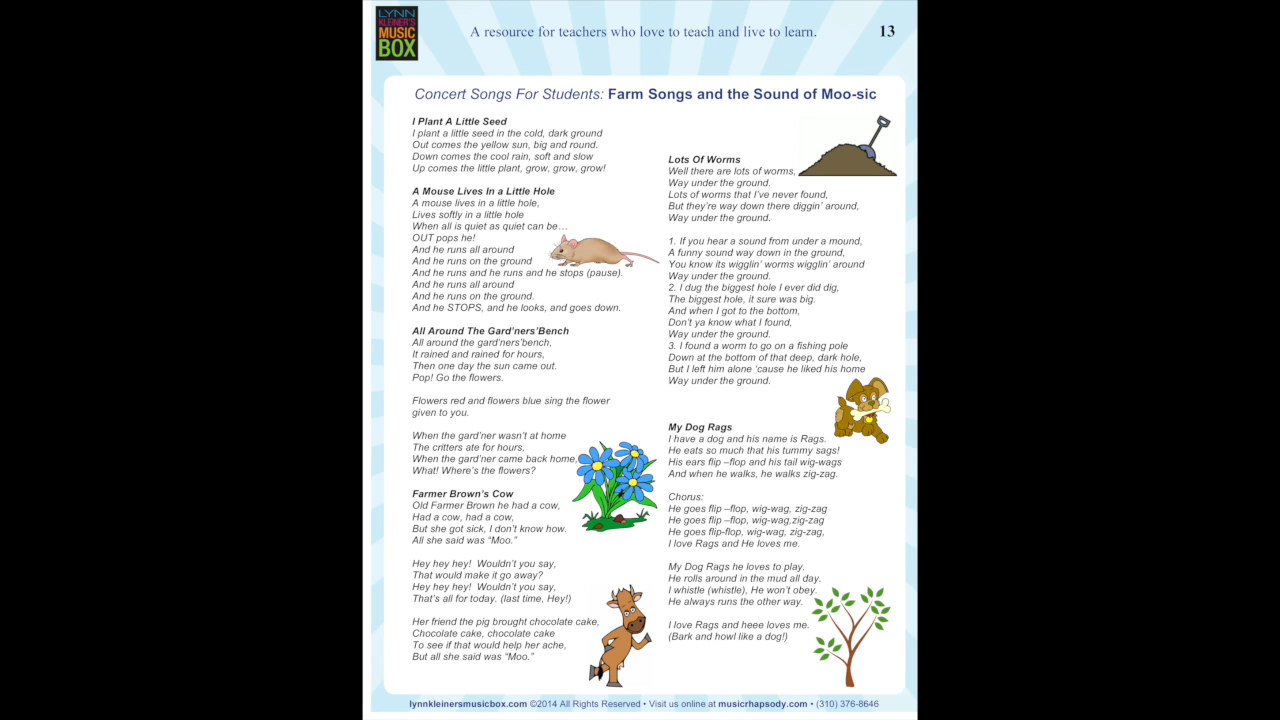 LYNN
KLEINER'S
MUSIC
BOX
A resource for teachers who love to teach and live to learn.
13
Concert Songs For Students: Farm Songs and the Sound of Moo-sic
I Plant A Little Seed
I plant a little seed in the cold, dark ground
Out comes the yellow sun, big and round.
Down comes the cool rain, soft and slow
Up comes the little plant, grow, grow, grow!
A Mouse Lives In a Little Hole
A mouse lives in a little hole,
Lives softly in a little hole
When all is quiet as quiet can be…
OUT pops he!
And he runs all around
And he runs on the ground
And he runs and he runs and he stops (pause).
And he runs all around
And he runs on the ground.
And he STOPS, and he looks, and goes down.
All Around The Gard'ners'Bench
All around the gard'ners'bench,
It rained and rained for hours,
Then one day the sun came out.
Pop! Go the flowers.
Flowers red and flowers blue sing the flower
given to you.
When the gard'ner wasn't at home
The critters ate for hours,
When the gard'ner came back home,
What! Where's the flowers?
Farmer Brown's Cow
Old Farmer Brown he had a cow,
Had a cow, had a cow,
But she got sick, I don't know how.
All she said was "Moo."
Hey hey hey! Wouldn't you say,
That would make it go away?
Hey hey hey! Wouldn't you say,
That's all for today. (last time, Hey!)
Her friend the pig brought chocolate cake,
Chocolate cake, chocolate cake
To see if that would help her ache,
But all she said was "Moo."
Lots Of Worms
Well there are lots of worms,
Way under the ground.
Lots of worms that I've never found,
But they're way down there diggin' around,
Way under the ground.
1. If you hear a sound from under a mound,
A funny sound way down in the ground,
You know its wigglin' worms wigglin' around
Way under the ground.
2. I dug the biggest hole I ever did dig,
The biggest hole, it sure was big.
And when I got to the bottom,
Don't ya know what I found,
Way under the ground.
3. I found a worm to go on a fishing pole
Down at the bottom of that deep, dark hole,
But I left him alone 'cause he liked his home
Way under the ground.
My Dog Rags
I have a dog and his name is Rags.
He eats so much that his tummy sags!
His ears flip –flop and his tail wig-wags
And when he walks, he walks zig-zag.
Chorus:
He goes flip –flop, wig-wag, zig-zag
He goes flip –flop, wig-wag,zig-zag
He goes flip-flop, wig-wag, zig-zag,
I love Rags and He loves me.
My Dog Rags he loves to play.
He rolls around in the mud all day.
I whistle (whistle), He won't obey.
He always runs the other way.
I love Rags and heee loves me.
(Bark and howl like a dog!)
lynnkleinersmusicbox.com ©2014 All Rights Reserved • Visit us online at musicrhapsody.com • (310) 376-8646